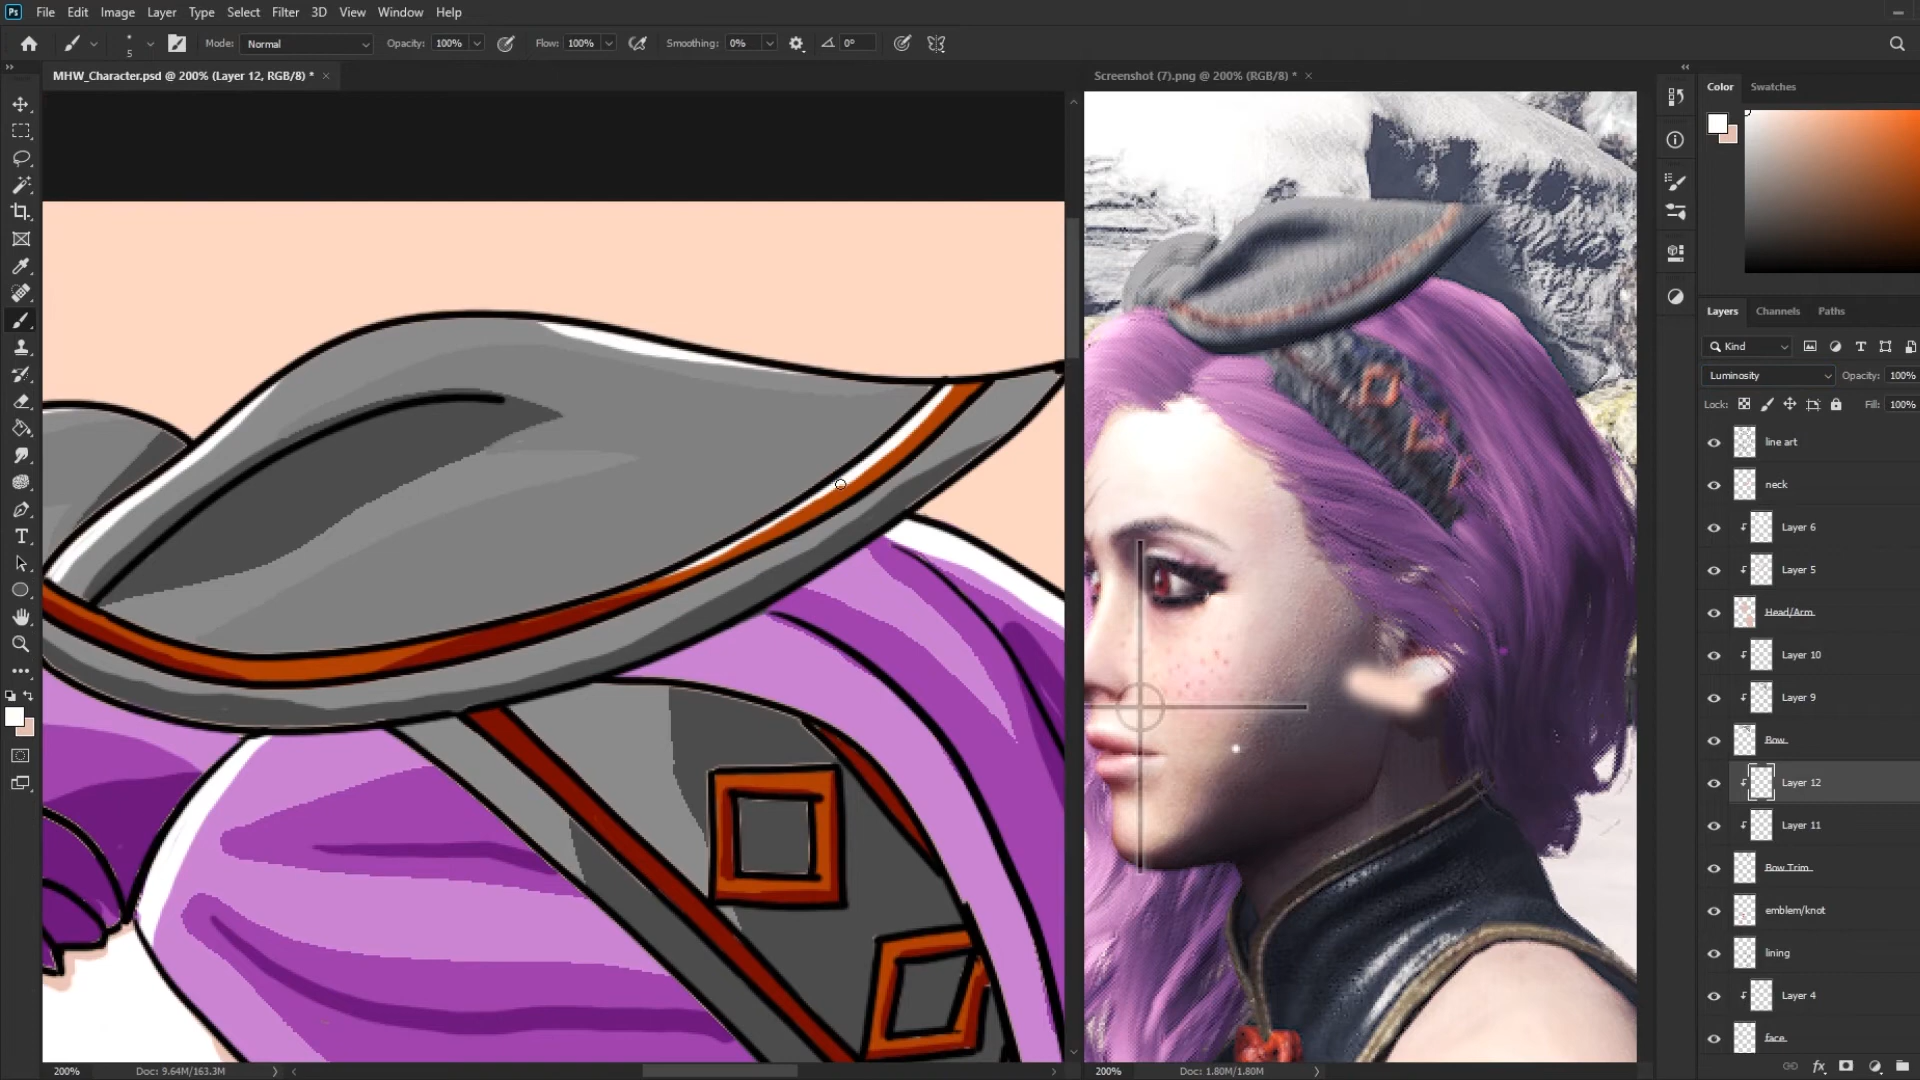 Ps File Edit Image Layer Type Select Filter 3D View Window Help
5 Mode: Normal Opacity: 100% Flow: 100% Smoothing: 0% 0°
MHW_Character.psd @ 200% (Layer 12, RGB/8) * ×
Screenshot (7).png @ 200% (RGB/8) * ×
Color Swatches
Layers Channels Paths
Kind
Luminosity Opacity: 100%
Lock: Fill: 100%
line art
neck
Layer 6
Layer 5
Head/Arm
Layer 10
Layer 9
Bow
Layer 12
Layer 11
Bow Trim
emblem/knot
lining
Layer 4
face
200% Doc: 9.64M/163.3M
200% Doc: 1.80M/1.80M
fx